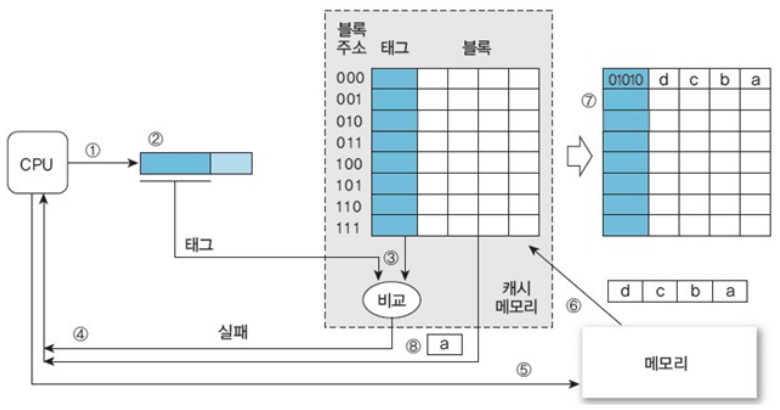 블록
주소 태그 블록
000
001
010
011
100
101
110
111
01010 d c b a
⑦
CPU
①
②
태그
③
비교
캐시
메모리
④ 실패
⑧ a
⑤
⑥
d c b a
메모리